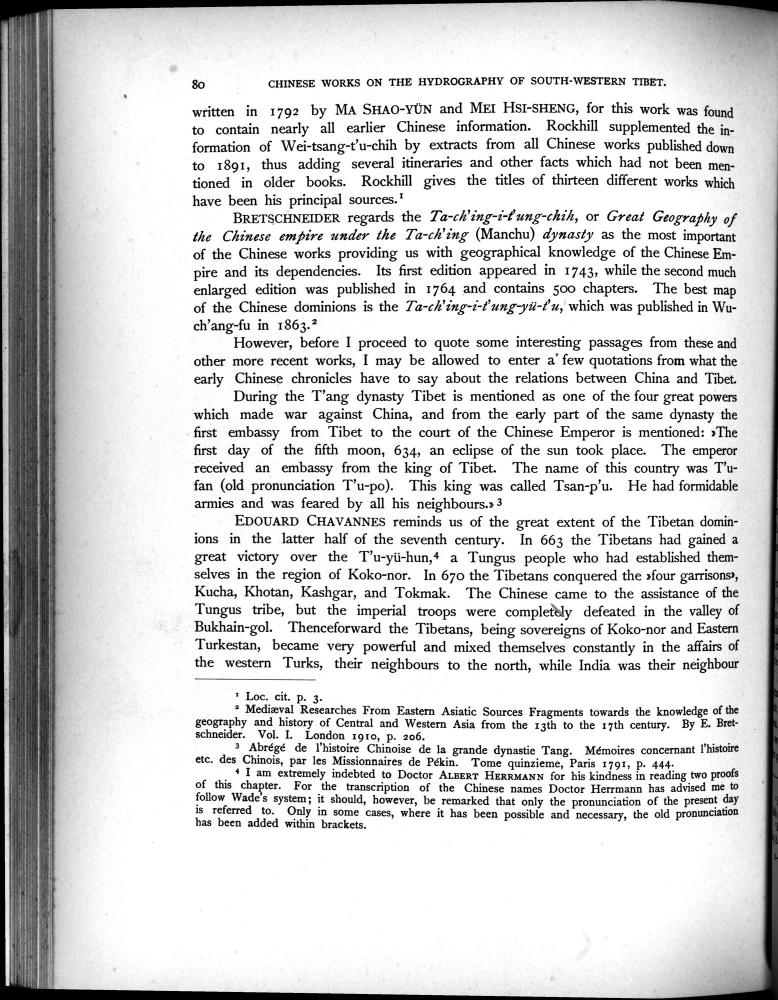 80 CHINESE WORKS ON THE HYDROGRAPHY OF SOUTH-WESTERN TIBET.
written in 1792 by MA SHAO-YÜN and MEI HSI-SHENG, for this work was found
to contain nearly all earlier Chinese information. Rockhill supplemented the in-
formation of Wei-tsang-t'u-chih by extracts from all Chinese works published down
to 1891, thus adding several itineraries and other facts which had not been men-
tioned in older books. Rockhill gives the titles of thirteen different works which
have been his principal sources.¹
BRETSCHNEIDER regards the Ta-ch'ing-i-t'ung-chih, or Great Geography of
the Chinese empire under the Ta-ch'ing (Manchu) dynasty as the most important
of the Chinese works providing us with geographical knowledge of the Chinese Em-
pire and its dependencies. Its first edition appeared in 1743, while the second much
enlarged edition was published in 1764 and contains 500 chapters. The best map
of the Chinese dominions is the Ta-ch'ing-i-t'ung-yü-t'u, which was published in Wu-
ch'ang-fu in 1863.²
However, before I proceed to quote some interesting passages from these and
other more recent works, I may be allowed to enter a few quotations from what the
early Chinese chronicles have to say about the relations between China and Tibet.
During the T'ang dynasty Tibet is mentioned as one of the four great powers
which made war against China, and from the early part of the same dynasty the
first embassy from Tibet to the court of the Chinese Emperor is mentioned: »The
first day of the fifth moon, 634, an eclipse of the sun took place. The emperor
received an embassy from the king of Tibet. The name of this country was T'u-
fan (old pronunciation T'u-po). This king was called Tsan-p'u. He had formidable
armies and was feared by all his neighbours.» ³
EDOUARD CHAVANNES reminds us of the great extent of the Tibetan domin-
ions in the latter half of the seventh century. In 663 the Tibetans had gained a
great victory over the T'u-yü-hun,⁴ a Tungus people who had established them-
selves in the region of Koko-nor. In 670 the Tibetans conquered the »four garrisons»,
Kucha, Khotan, Kashgar, and Tokmak. The Chinese came to the assistance of the
Tungus tribe, but the imperial troops were completely defeated in the valley of
Bukhain-gol. Thenceforward the Tibetans, being sovereigns of Koko-nor and Eastern
Turkestan, became very powerful and mixed themselves constantly in the affairs of
the western Turks, their neighbours to the north, while India was their neighbour
¹ Loc. cit. p. 3.
² Mediæval Researches From Eastern Asiatic Sources Fragments towards the knowledge of the
geography and history of Central and Western Asia from the 13th to the 17th century. By E. Bret-
schneider. Vol. I. London 1910, p. 206.
³ Abrégé de l'histoire Chinoise de la grande dynastie Tang. Mémoires concernant l'histoire
etc. des Chinois, par les Missionnaires de Pékin. Tome quinzieme, Paris 1791, p. 444.
⁴ I am extremely indebted to Doctor ALBERT HERRMANN for his kindness in reading two proofs
of this chapter. For the transcription of the Chinese names Doctor Herrmann has advised me to
follow Wade's system; it should, however, be remarked that only the pronunciation of the present day
is referred to. Only in some cases, where it has been possible and necessary, the old pronunciation
has been added within brackets.